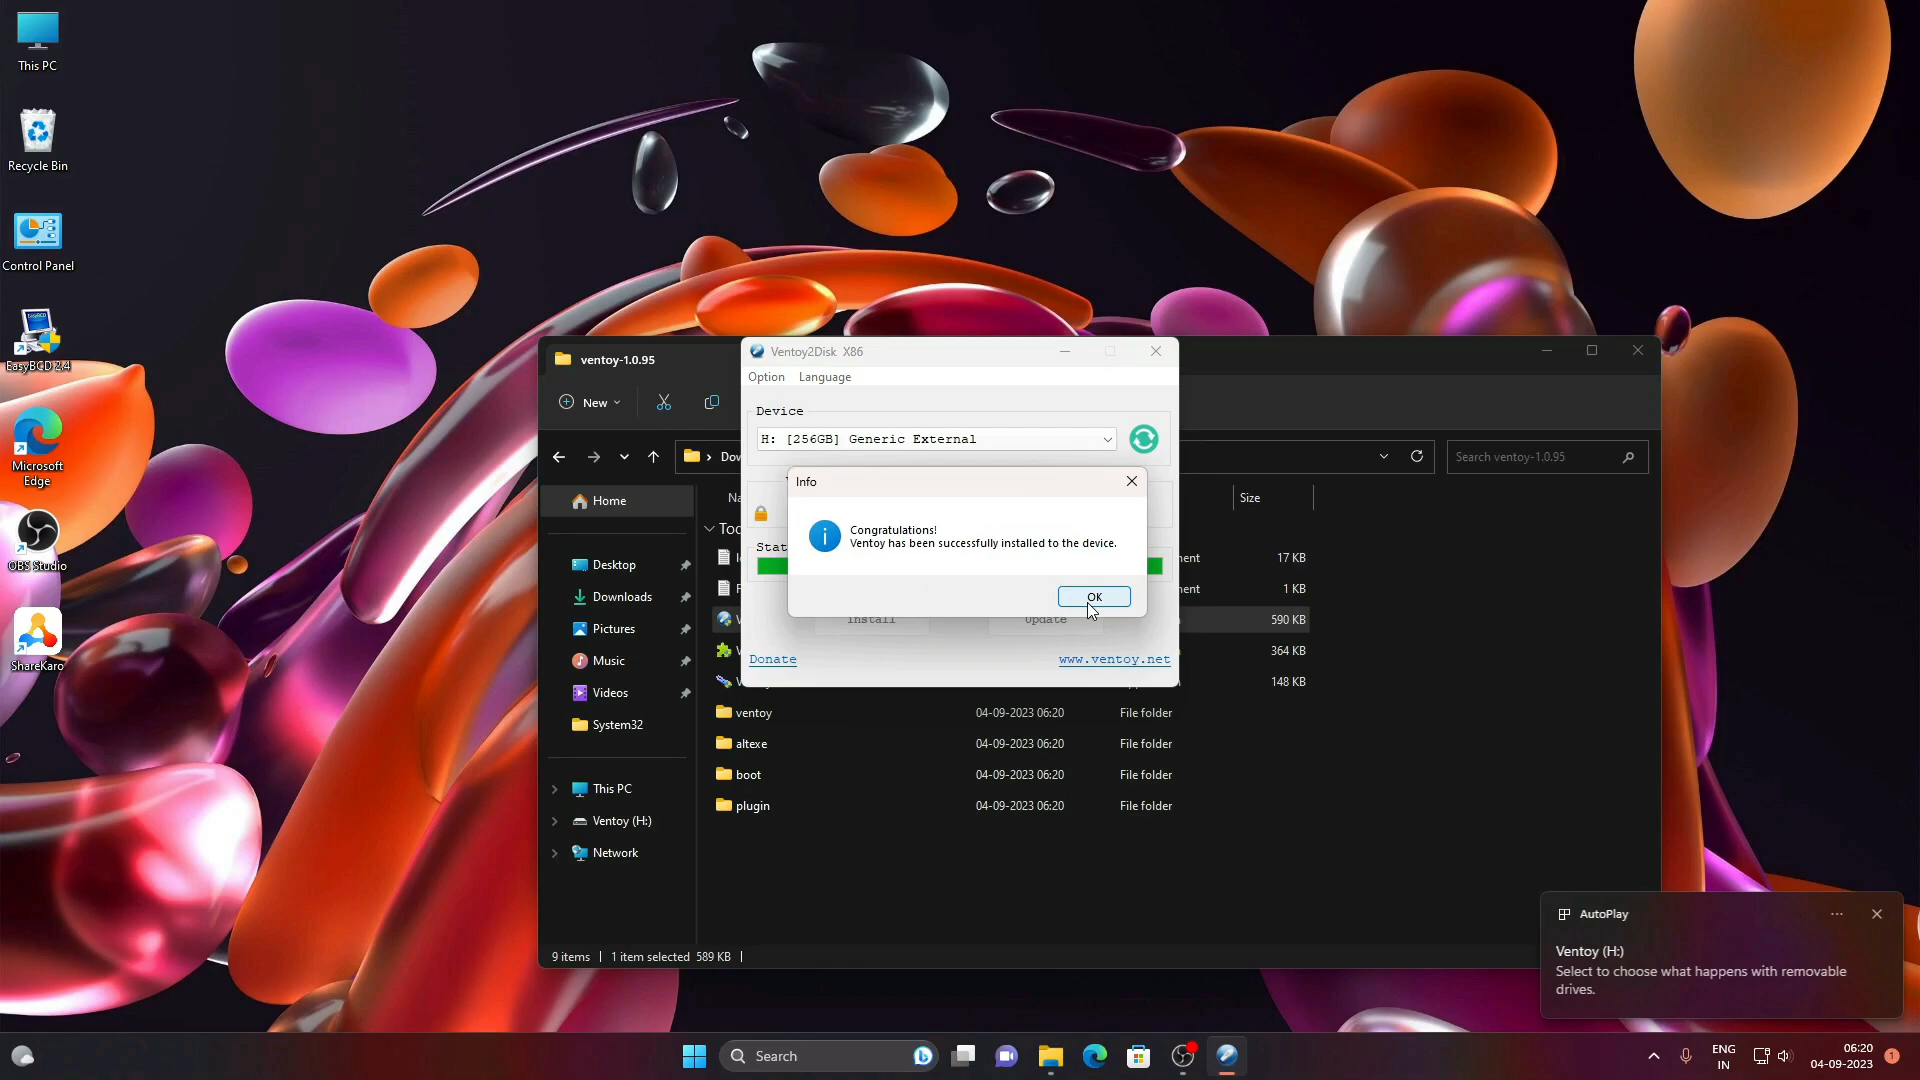 This PC
Recycle Bin
Control Panel
EasyBCD 2.4
Microsoft
Edge
OBS Studio
ShareKaro
ventoy-1.0.95
New
Search ventoy-1.0.95
Home
Desktop
Downloads
Pictures
Music
Videos
System32
This PC
Ventoy (H:)
Network
Size
17 KB
1 KB
590 KB
364 KB
148 KB
ventoy 04-09-2023 06:20 File folder
altexe 04-09-2023 06:20 File folder
boot 04-09-2023 06:20 File folder
plugin 04-09-2023 06:20 File folder
9 items 1 item selected 589 KB
Ventoy2Disk X86
Option Language
Device
H: [256GB] Generic External
Install Update
Donate www.ventoy.net
Info
Congratulations!
Ventoy has been successfully installed to the device.
OK
AutoPlay
Ventoy (H:)
Select to choose what happens with removable
drives.
Search
ENG
IN
06:20
04-09-2023
1